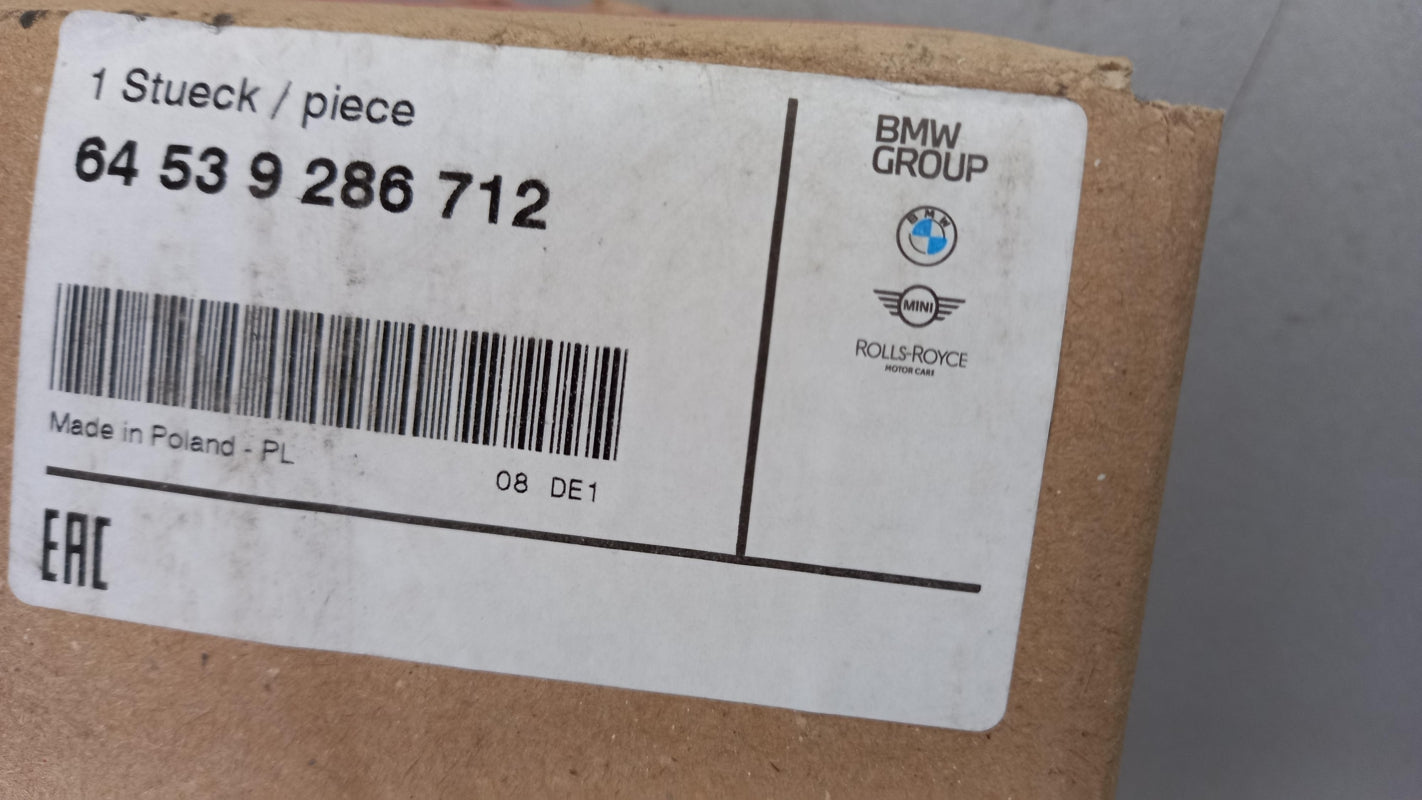 1 Stueck / piece
64 53 9 286 712
Made in Poland - PL
08 DE1
EAC
BMW
GROUP
BMW
MINI
ROLLS-ROYCE
MOTOR CARS